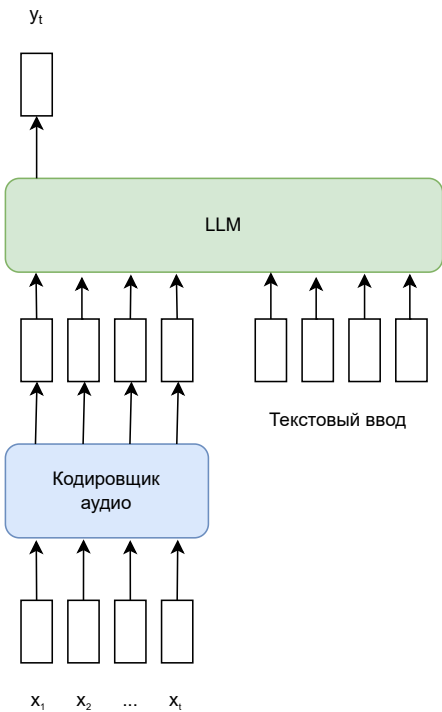 yₜ
LLM
Текстовый ввод
Кодировщик
аудио
x₁ x₂ ... xₜ